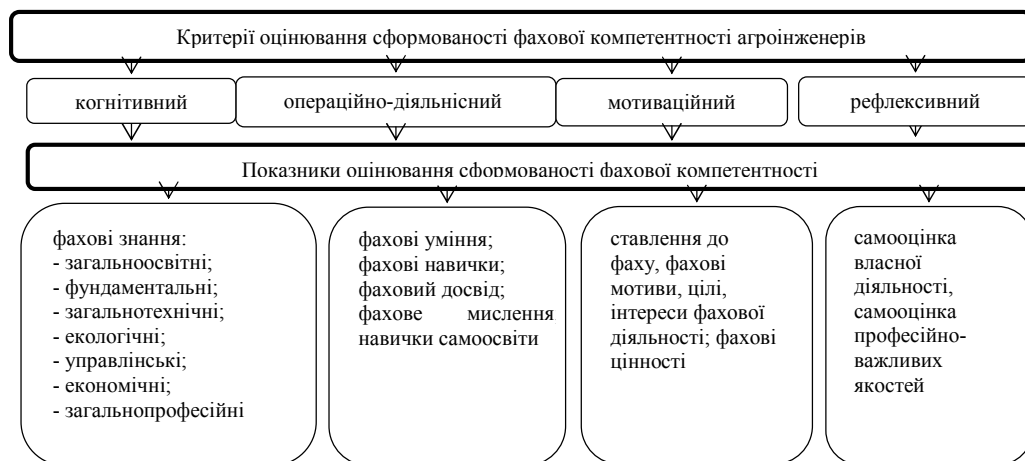 Критерії оцінювання сформованості фахової компетентності агроінженерів
когнітивний
операційно-діяльнісний
мотиваційний
рефлексивний
Показники оцінювання сформованості фахової компетентності
фахові знання:
- загальноосвітні;
- фундаментальні;
- загальнотехнічні;
- екологічні;
- управлінські;
- економічні;
- загальнопрофесійні
фахові уміння;
фахові навички;
фаховий досвід;
фахове мислення
навички самоосвіти
ставлення до
фаху, фахові
мотиви, цілі,
інтереси фахової
діяльності; фахові
цінності
самооцінка
власної
діяльності,
самооцінка
професійно-
важливих
якостей